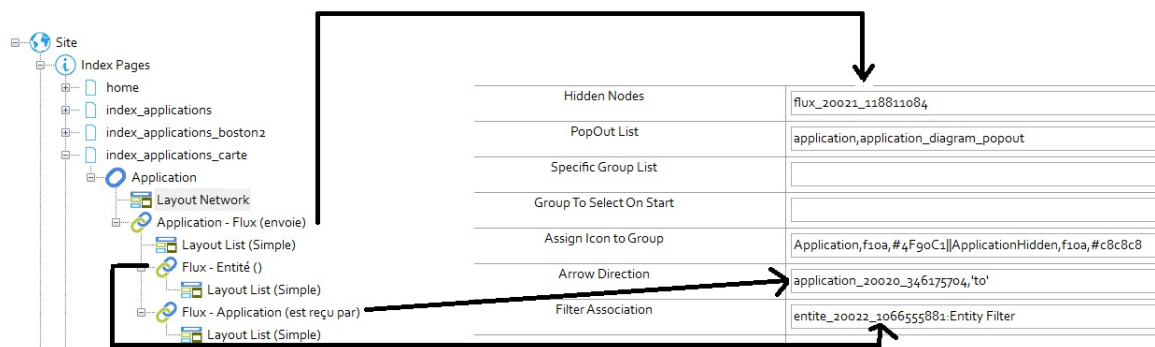 Site
Index Pages
home
index_applications
index_applications_boston2
index_applications_carte
Application
Layout Network
Application - Flux (envoie)
Layout List (Simple)
Flux - Entité ()
Layout List (Simple)
Flux - Application (est reçu par)
Layout List (Simple)
Hidden Nodes flux_20021_118811084
PopOut List application,application_diagram_popout
Specific Group List
Group To Select On Start
Assign Icon to Group Application,f10a,#4F90C1||ApplicationHidden,f10a,#c8c8c8
Arrow Direction application_20020_346175704,'to'
Filter Association entite_20022_1066555881:Entity Filter